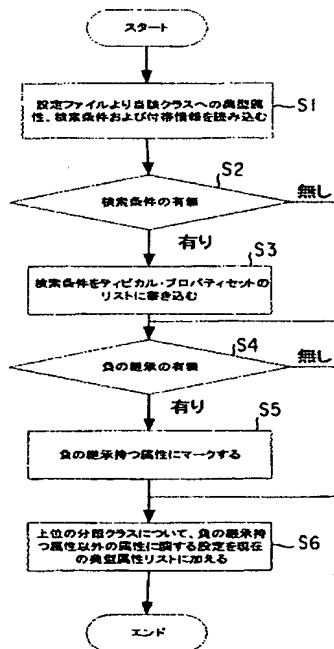 スタート
設定ファイルより当該クラスへの典型属
性、検索条件および付帯情報を読み込む
S1
S2
検索条件の有無
無し
有り
S3
検索条件をティピカル・プロパティセットの
リストに書き込む
S4
負の継承の有無
無し
有り
S5
負の継承持つ属性にマークする
上位の分類クラスについて、負の継承持
つ属性以外の属性に関する設定を現在
の典型属性リストに加える
S6
エンド